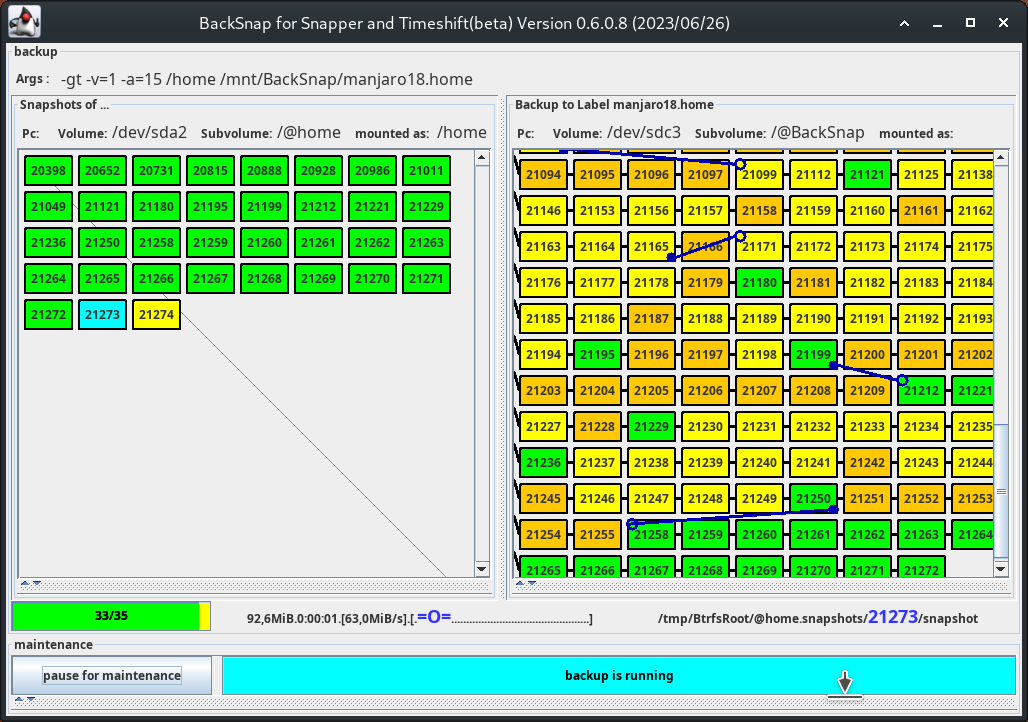 BackSnap for Snapper and Timeshift(beta) Version 0.6.0.8 (2023/06/26)
backup
Args : -gt -v=1 -a=15 /home /mnt/BackSnap/manjaro18.home
Snapshots of ...
Pc: Volume: /dev/sda2 Subvolume: /@home mounted as: /home
20398 20652 20731 20815 20888 20928 20986 21011
21049 21121 21180 21195 21199 21212 21221 21229
21236 21250 21258 21259 21260 21261 21262 21263
21264 21265 21266 21267 21268 21269 21270 21271
21272 21273 21274
Backup to Label manjaro18.home
Pc: Volume: /dev/sdc3 Subvolume: /@BackSnap mounted as:
21094 21095 21096 21097 21099 21112 21121 21125 21138
21146 21153 21156 21157 21158 21159 21160 21161 21162
21163 21164 21165 21166 21171 21172 21173 21174 21175
21176 21177 21178 21179 21180 21181 21182 21183 21184
21185 21186 21187 21188 21189 21190 21191 21192 21193
21194 21195 21196 21197 21198 21199 21200 21201 21202
21203 21204 21205 21206 21207 21208 21209 21212 21221
21227 21228 21229 21230 21231 21232 21233 21234 21235
21236 21237 21238 21239 21240 21241 21242 21243 21244
21245 21246 21247 21248 21249 21250 21251 21252 21253
21254 21255 21258 21259 21260 21261 21262 21263 21264
21265 21266 21267 21268 21269 21270 21271 21272
33/35
92,6MiB.0:00:01.[63,0MiB/s].[.=O=..............................................]
/tmp/BtrfsRoot/@home.snapshots/21273/snapshot
maintenance
pause for maintenance
backup is running